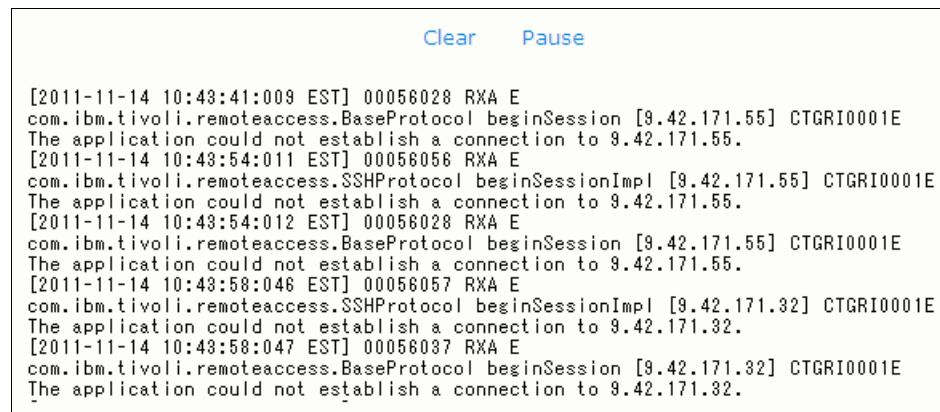 Clear Pause
[2011-11-14 10:43:41:009 EST] 00056028 RXA E
com.ibm.tivoli.remoteaccess.BaseProtocol beginSession [9.42.171.55] CTGRI0001E
The application could not establish a connection to 9.42.171.55.
[2011-11-14 10:43:54:011 EST] 00056056 RXA E
com.ibm.tivoli.remoteaccess.SSHProtocol beginSessionImpl [9.42.171.55] CTGRI0001E
The application could not establish a connection to 9.42.171.55.
[2011-11-14 10:43:54:012 EST] 00056028 RXA E
com.ibm.tivoli.remoteaccess.BaseProtocol beginSession [9.42.171.55] CTGRI0001E
The application could not establish a connection to 9.42.171.55.
[2011-11-14 10:43:58:046 EST] 00056057 RXA E
com.ibm.tivoli.remoteaccess.SSHProtocol beginSessionImpl [9.42.171.32] CTGRI0001E
The application could not establish a connection to 9.42.171.32.
[2011-11-14 10:43:58:047 EST] 00056037 RXA E
com.ibm.tivoli.remoteaccess.BaseProtocol beginSession [9.42.171.32] CTGRI0001E
The application could not establish a connection to 9.42.171.32.